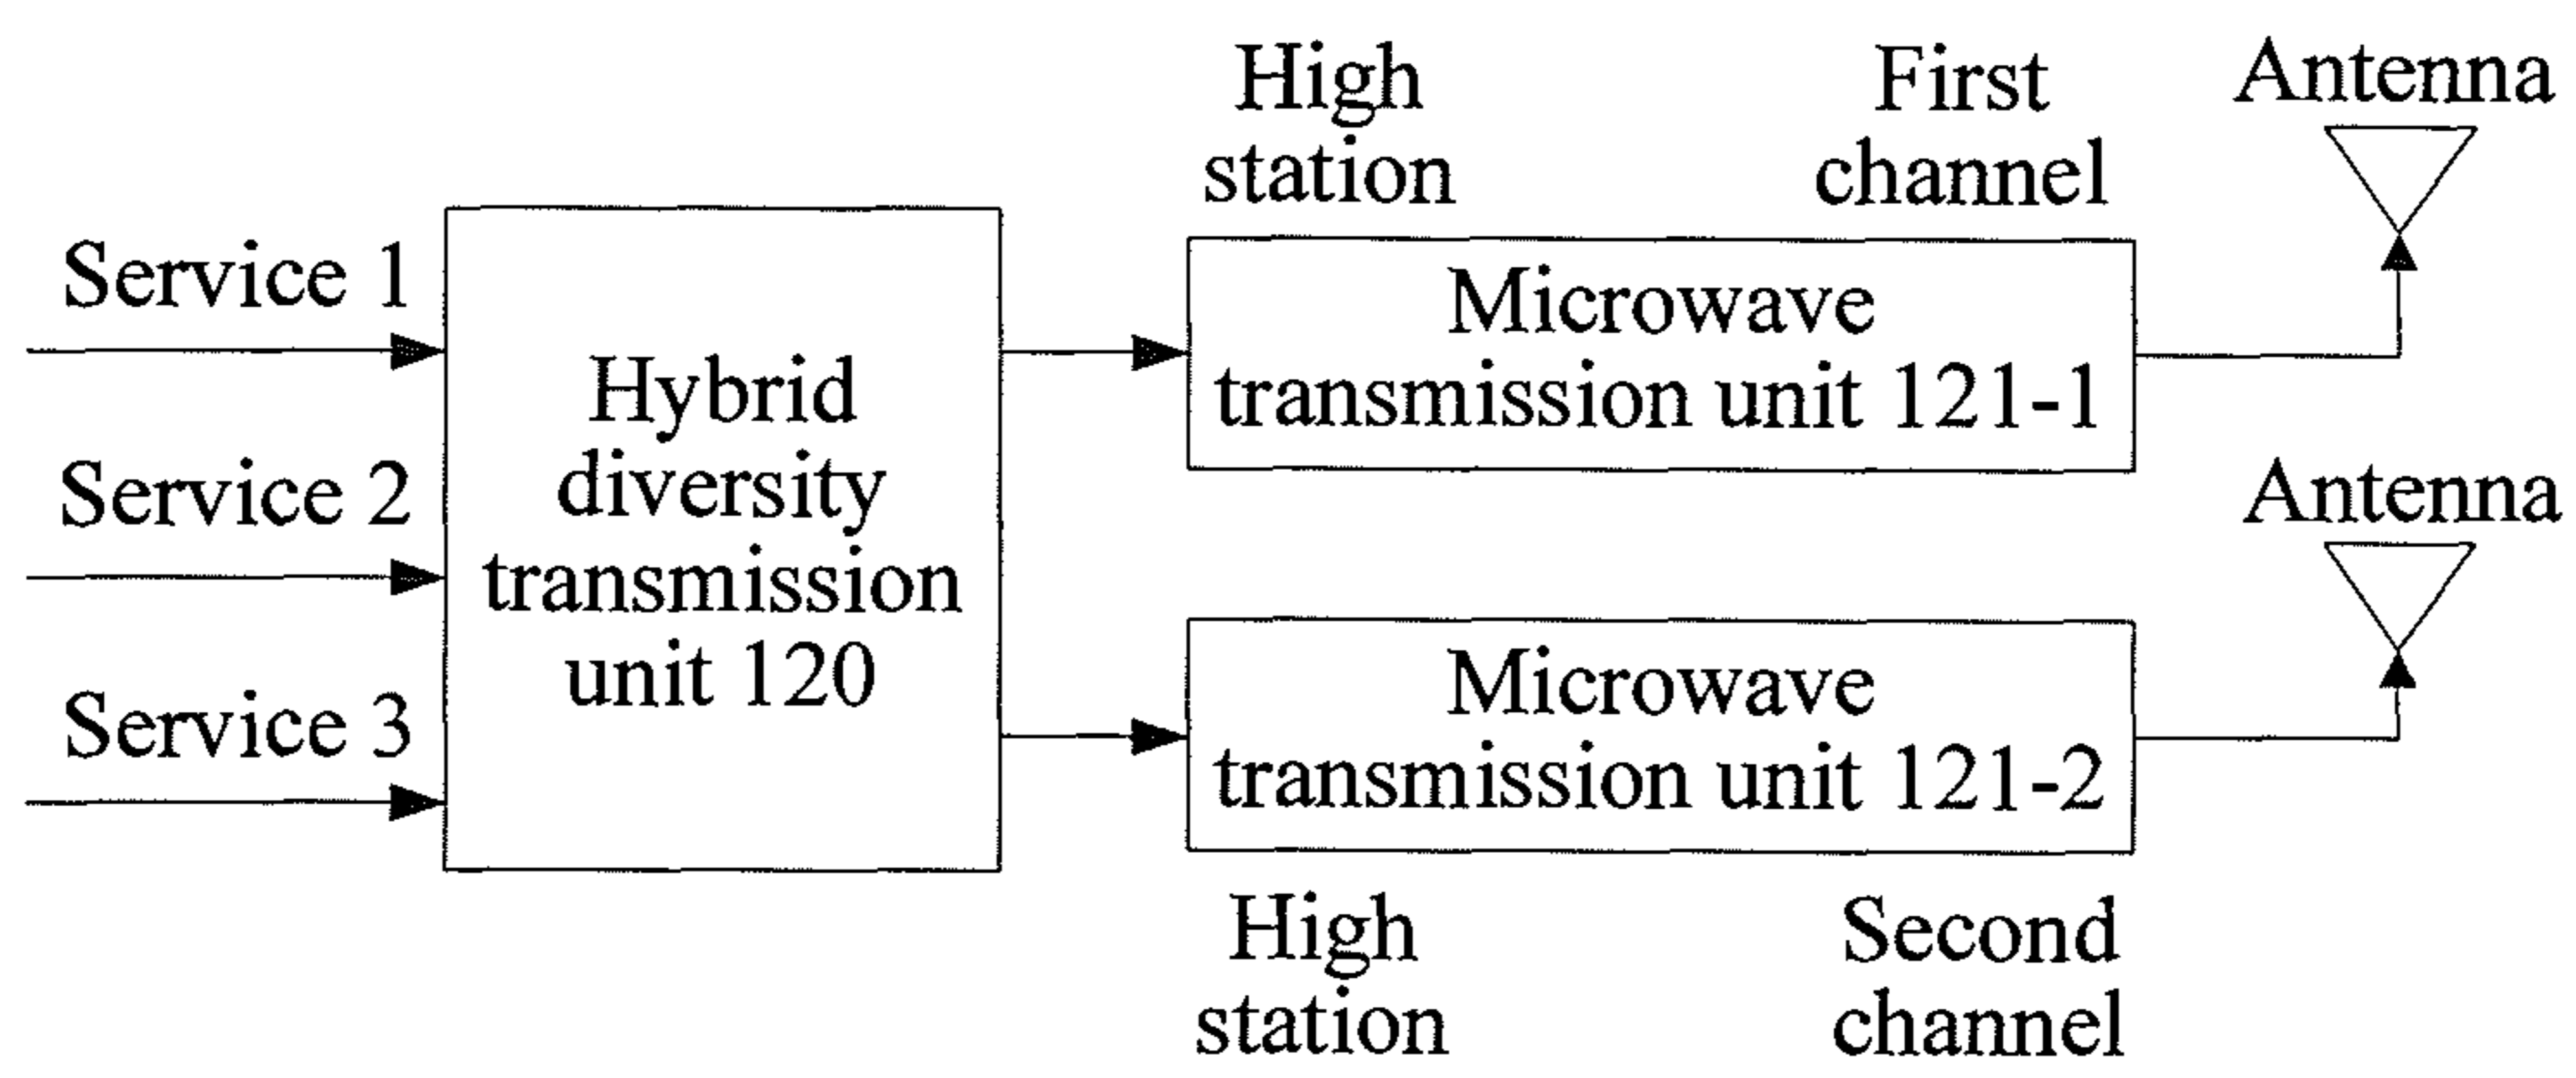 Service 1
Service 2
Service 3
Hybrid
diversity
transmission
unit 120
High
station
First
channel
Antenna
Microwave
transmission unit 121-1
Antenna
Microwave
transmission unit 121-2
High
station
Second
channel